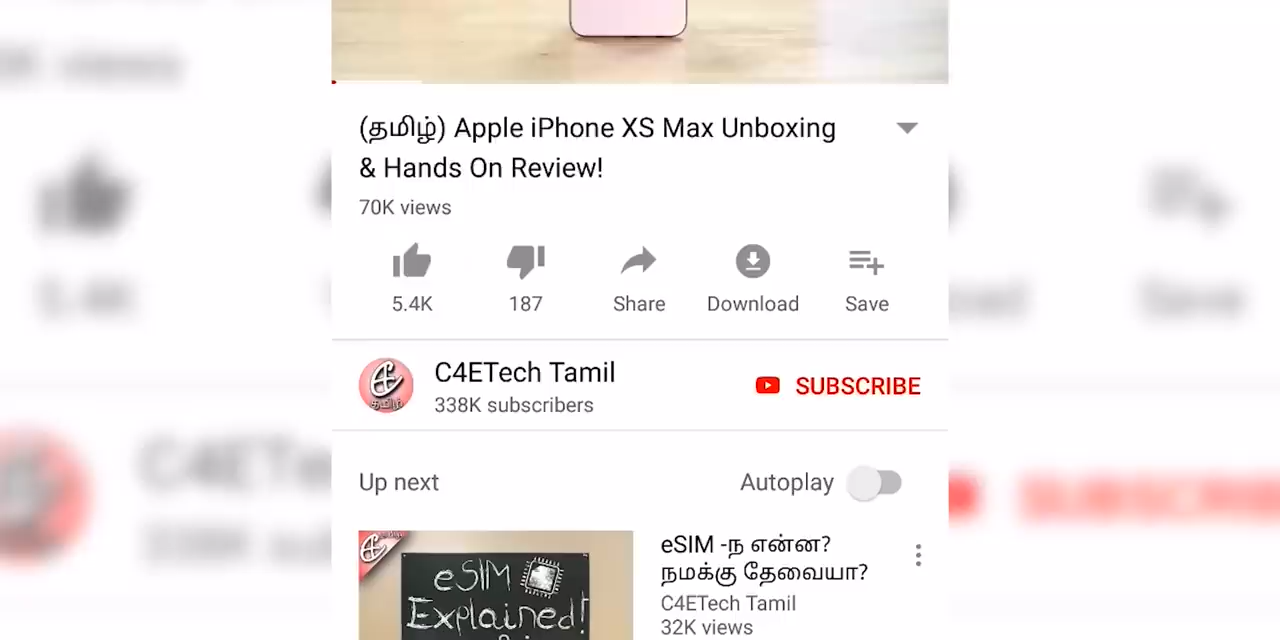 (தமிழ்) Apple iPhone XS Max Unboxing
& Hands On Review!
70K views
5.4K
187
Share
Download
Save
C4ETech Tamil
338K subscribers
SUBSCRIBE
தமிழ்
Up next
Autoplay
eSIM
Explained!
eSIM -ந என்ன?
நமக்கு தேவையா?
C4ETech Tamil
32K views